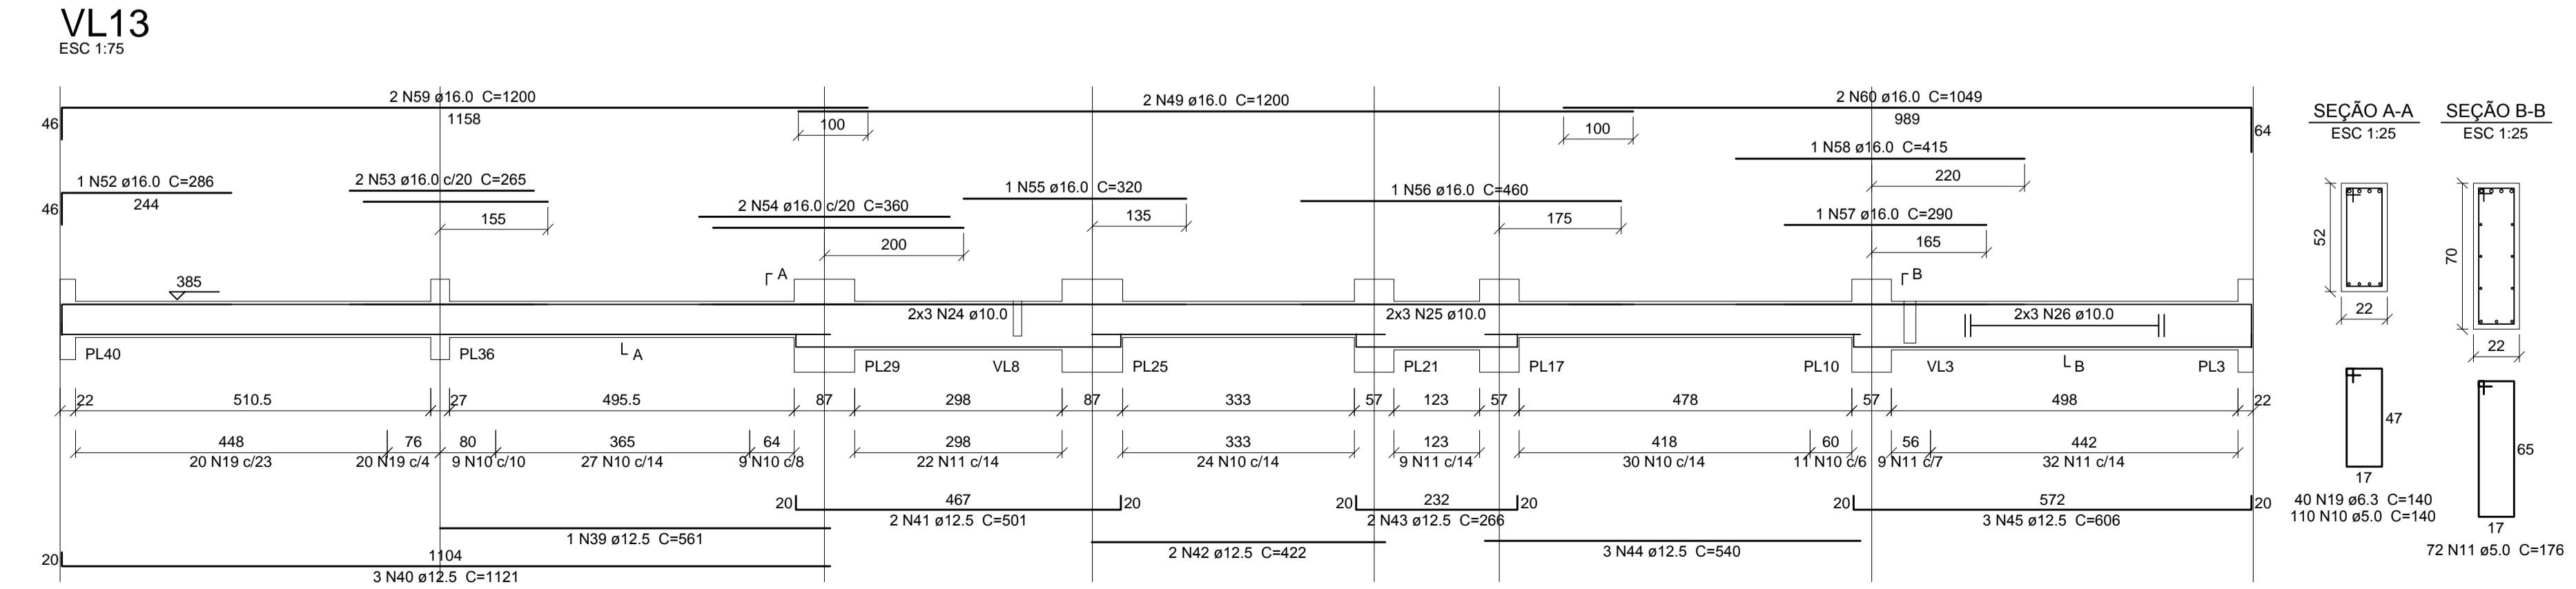 VL13
ESC 1:75
2 N59 ø16.0 C=1200
2 N49 ø16.0 C=1200
2 N60 ø16.0 C=1049
46
1158
100
100
989
64
SEÇÃO A-A
ESC 1:25
SEÇÃO B-B
ESC 1:25
1 N58 ø16.0 C=415
220
1 N52 ø16.0 C=286
46
244
2 N53 ø16.0 c/20 C=265
155
2 N54 ø16.0 c/20 C=360
200
1 N55 ø16.0 C=320
135
1 N56 ø16.0 C=460
175
1 N57 ø16.0 C=290
165
52
22
70
22
385
A
B
2x3 N24 ø10.0
2x3 N25 ø10.0
2x3 N26 ø10.0
PL40
PL36
A
PL29
VL8
PL25
PL21
PL17
PL10
VL3
B
PL3
22
510.5
27
495.5
87
298
87
333
57
123
57
478
57
498
22
448
76
80
365
64
298
333
123
418
60
56
442
20 N19 c/23
20 N19 c/4
9 N10 c/10
27 N10 c/14
9 N10 c/8
22 N11 c/14
24 N10 c/14
9 N11 c/14
30 N10 c/14
11 N10 c/6
9 N11 c/7
32 N11 c/14
20
467
20
2 N41 ø12.5 C=501
20
232
20
2 N43 ø12.5 C=266
20
572
20
3 N45 ø12.5 C=606
1 N39 ø12.5 C=561
2 N42 ø12.5 C=422
3 N44 ø12.5 C=540
20
1104
3 N40 ø12.5 C=1121
47
17
40 N19 ø6.3 C=140
110 N10 ø5.0 C=140
65
17
72 N11 ø5.0 C=176